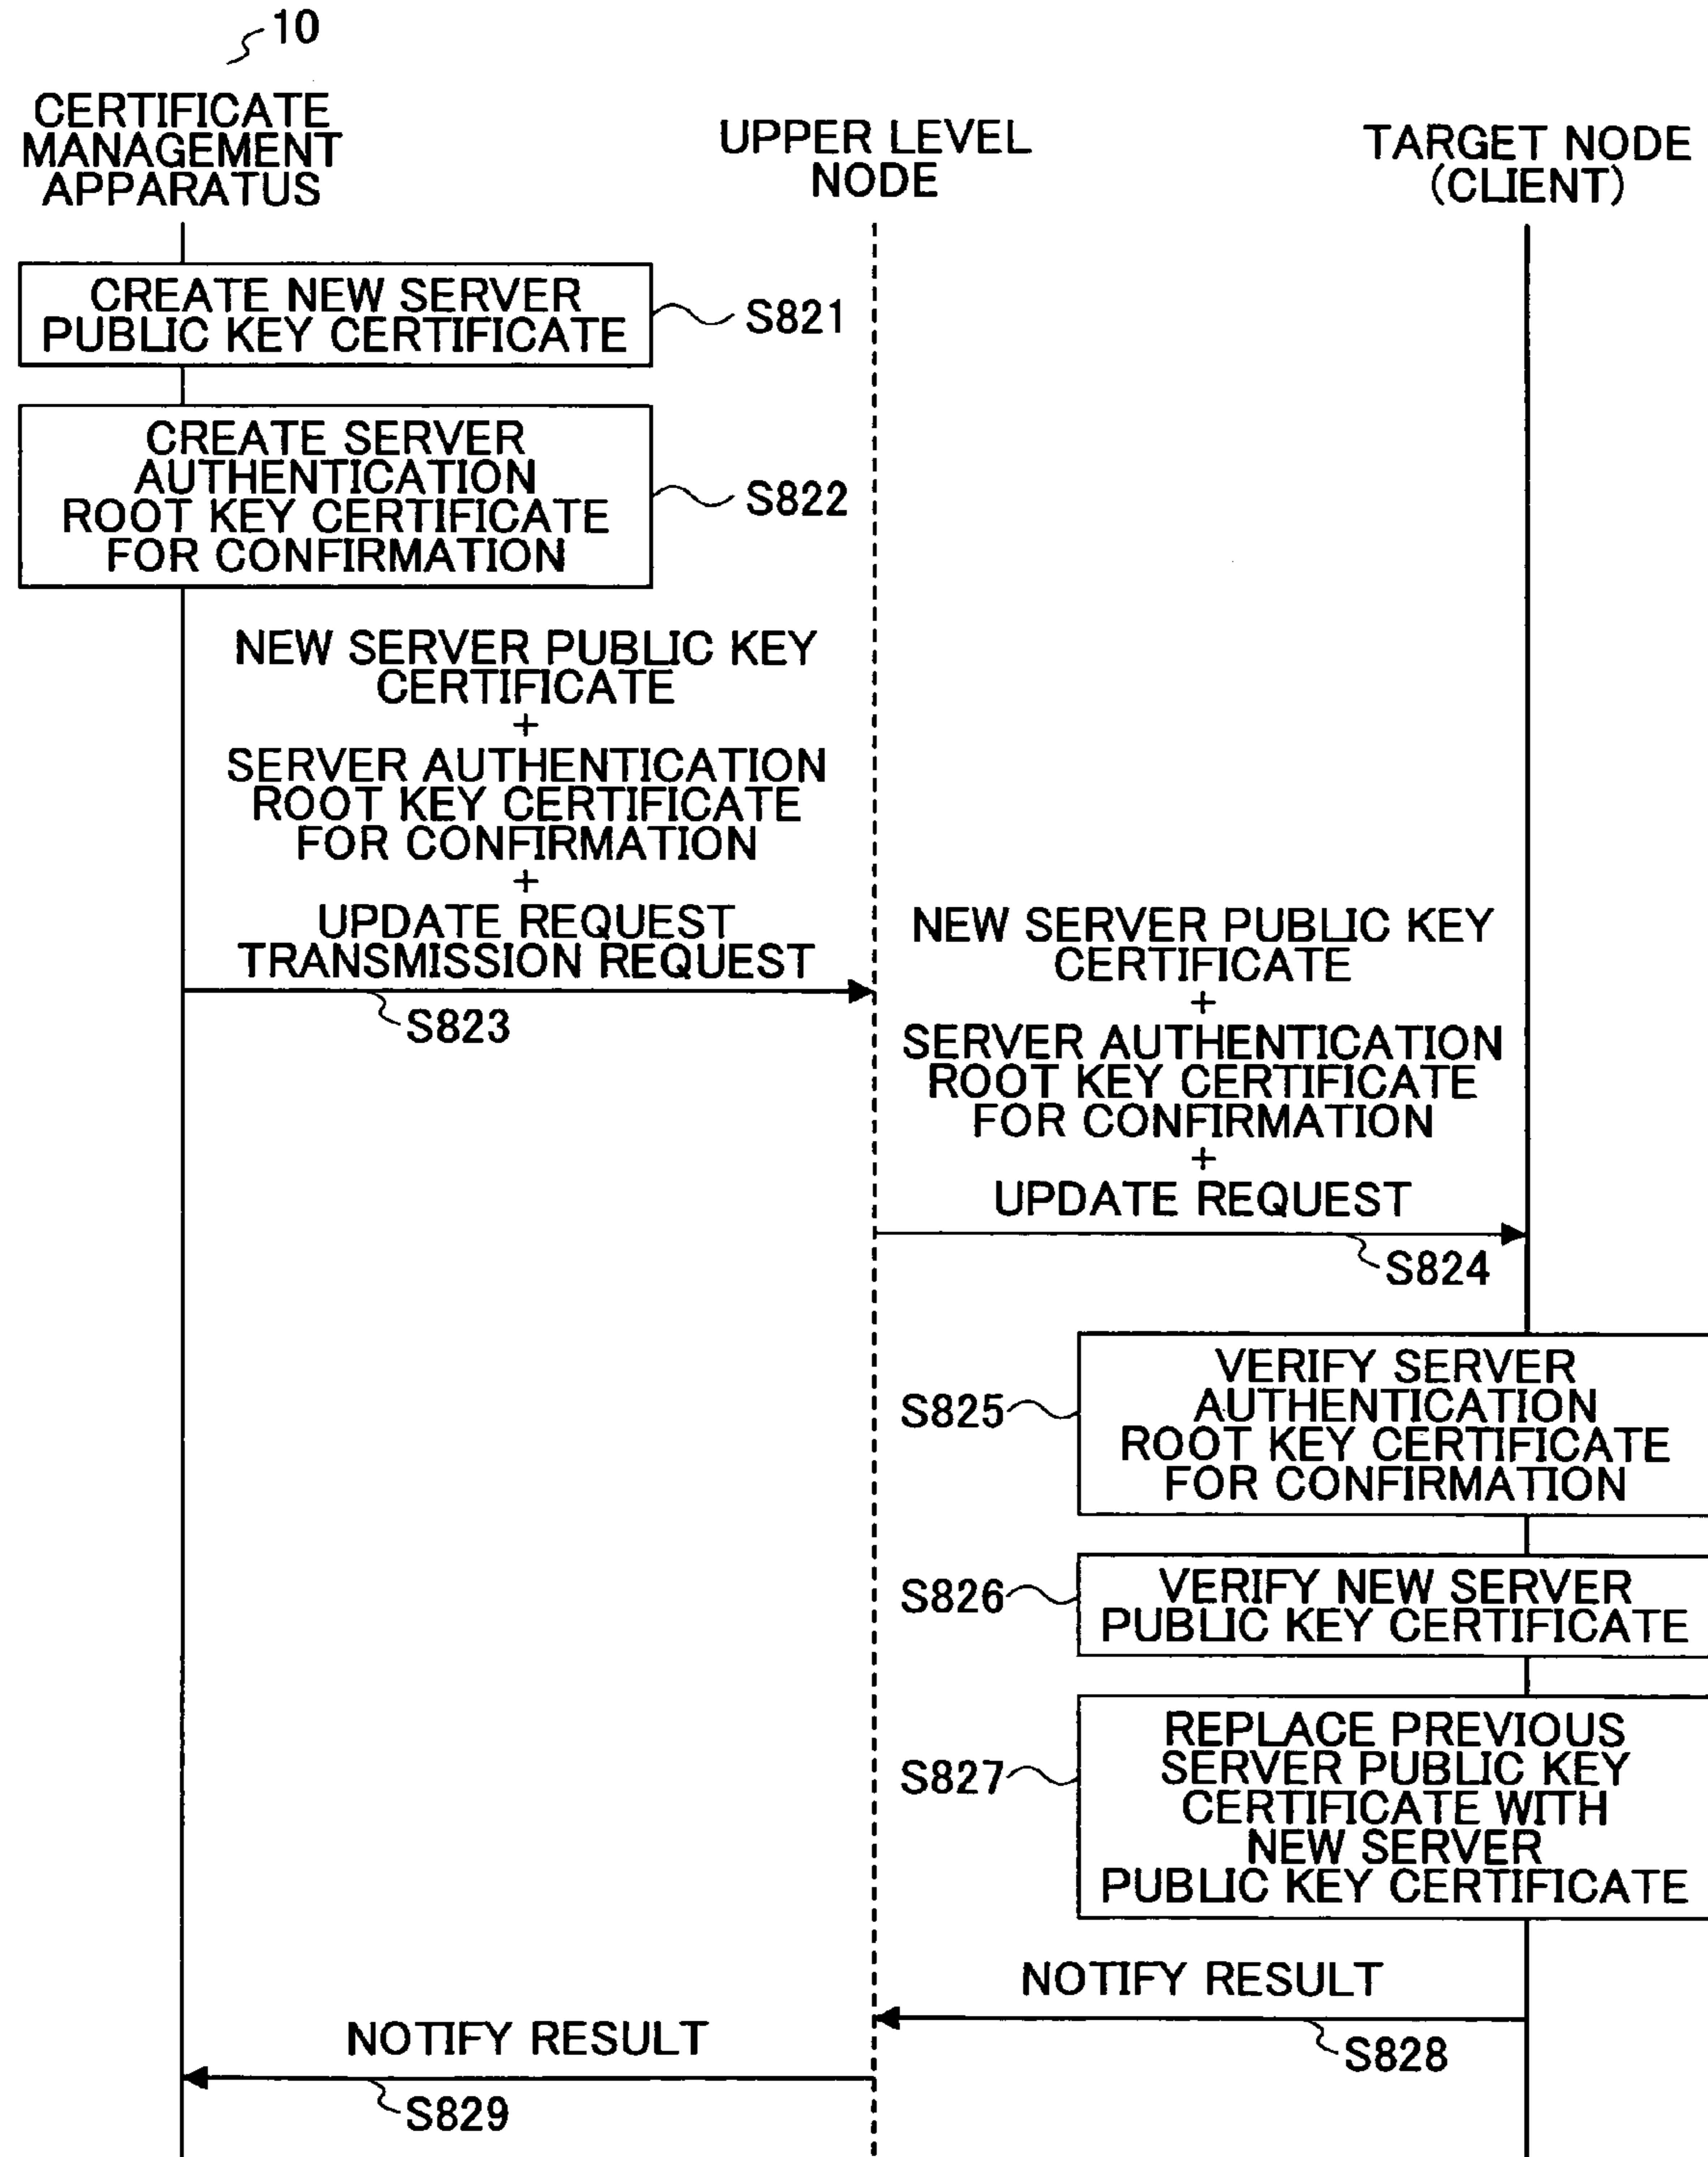 10
CERTIFICATE
MANAGEMENT
APPARATUS
UPPER LEVEL
NODE
TARGET NODE
(CLIENT)
CREATE NEW SERVER
PUBLIC KEY CERTIFICATE
S821
CREATE SERVER
AUTHENTICATION
ROOT KEY CERTIFICATE
FOR CONFIRMATION
S822
NEW SERVER PUBLIC KEY
CERTIFICATE
+
SERVER AUTHENTICATION
ROOT KEY CERTIFICATE
FOR CONFIRMATION
+
UPDATE REQUEST
TRANSMISSION REQUEST
S823
NEW SERVER PUBLIC KEY
CERTIFICATE
+
SERVER AUTHENTICATION
ROOT KEY CERTIFICATE
FOR CONFIRMATION
+
UPDATE REQUEST
S824
S825
VERIFY SERVER
AUTHENTICATION
ROOT KEY CERTIFICATE
FOR CONFIRMATION
S826
VERIFY NEW SERVER
PUBLIC KEY CERTIFICATE
S827
REPLACE PREVIOUS
SERVER PUBLIC KEY
CERTIFICATE WITH
NEW SERVER
PUBLIC KEY CERTIFICATE
NOTIFY RESULT
S828
NOTIFY RESULT
S829